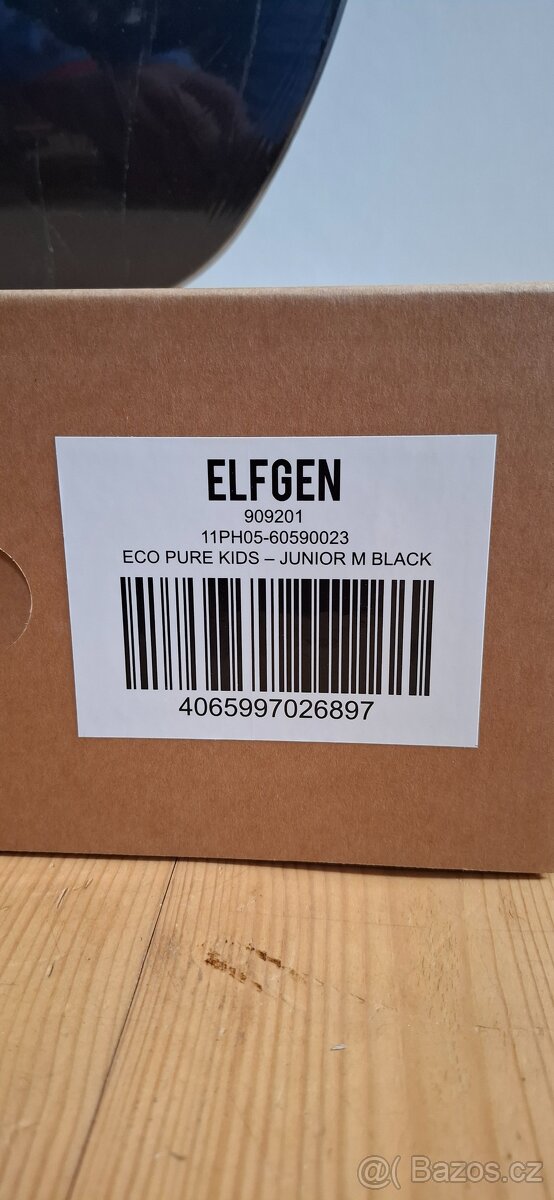 ELFGEN
909201
11PH05-60590023
ECO PURE KIDS – JUNIOR M BLACK
4065997026897
@( Bazos.cz